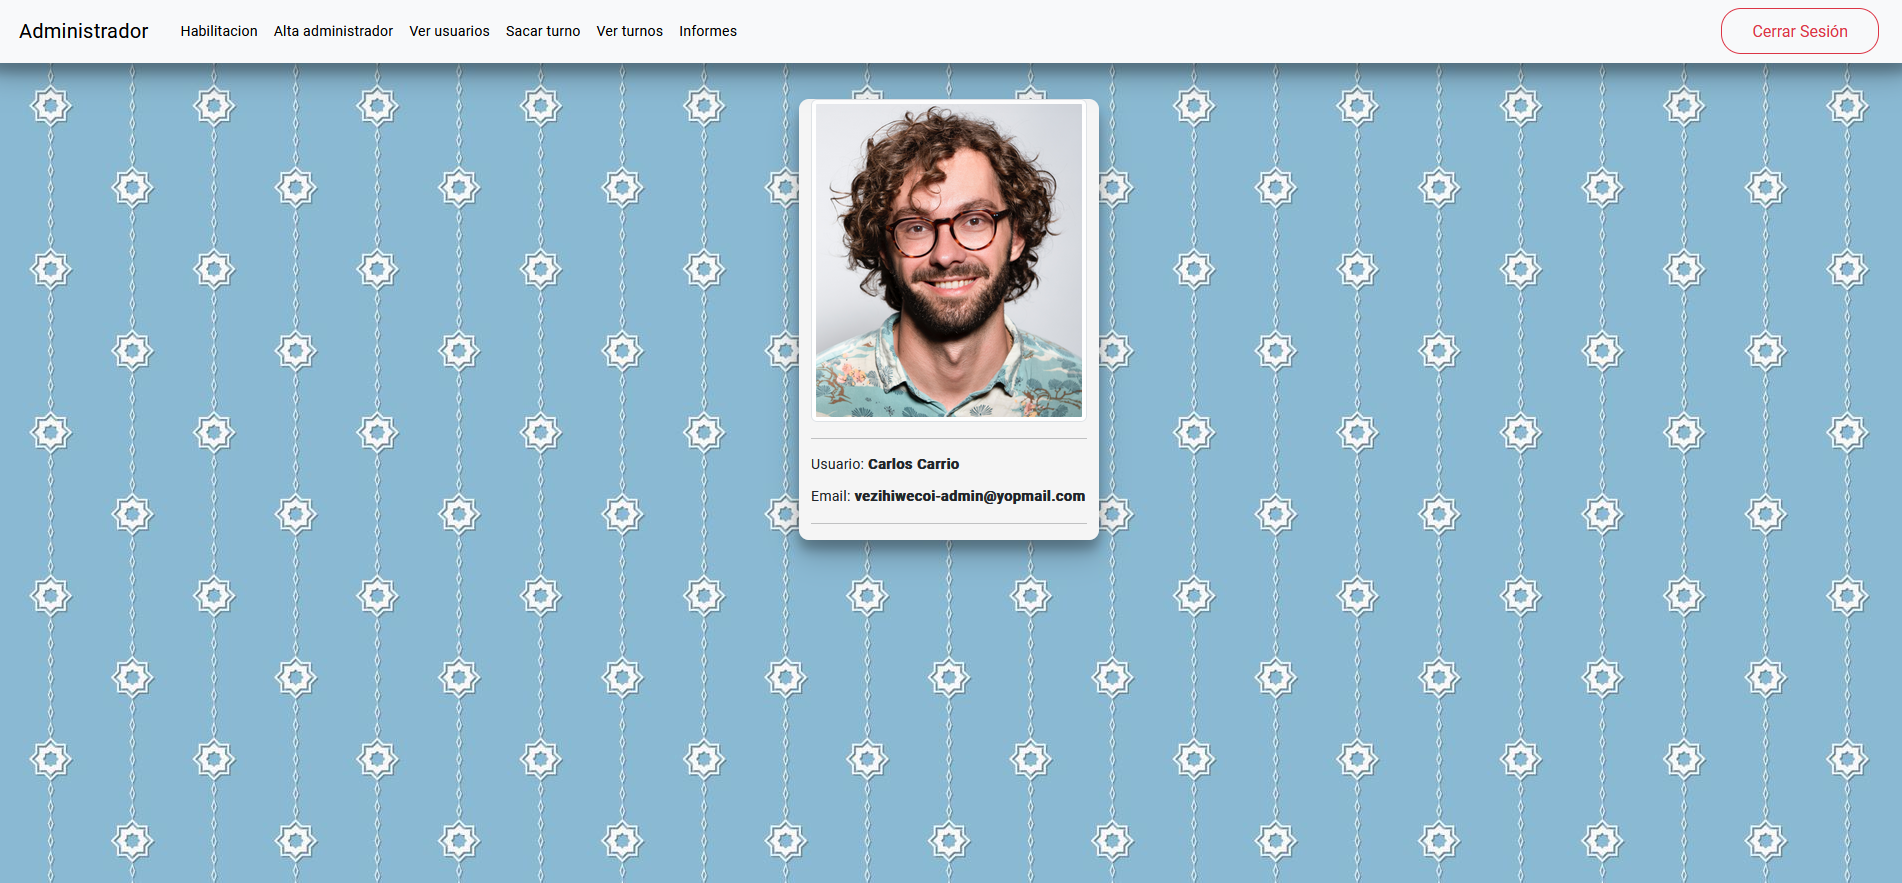 Administrador Habilitacion Alta administrador Ver usuarios Sacar turno Ver turnos Informes Cerrar Sesión
Usuario: Carlos Carrio
Email: vezihiwecoi-admin@yopmail.com